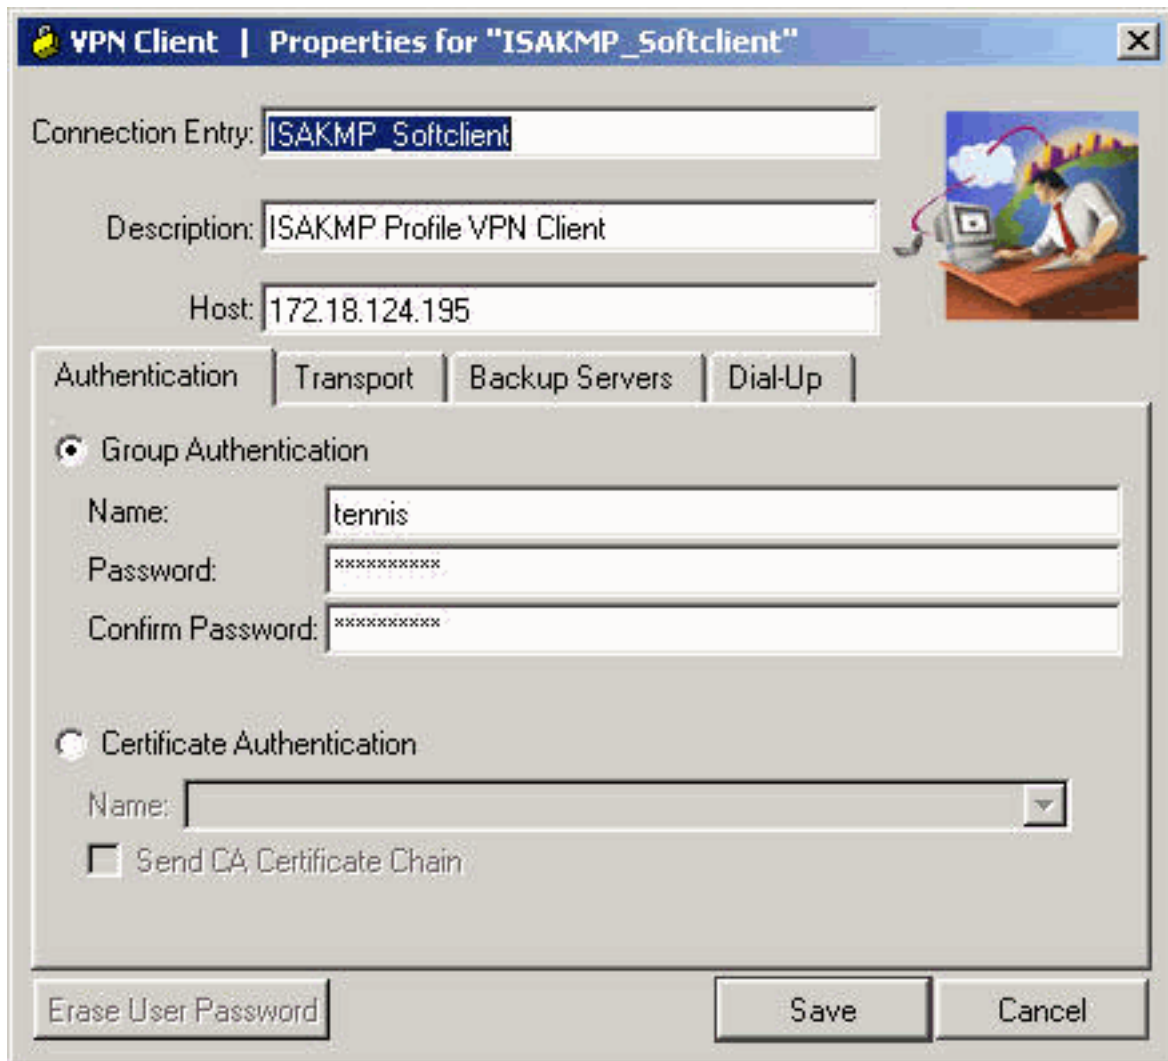 VPN Client | Properties for "ISAKMP_Softclient"
Connection Entry: ISAKMP_Softclient
Description: ISAKMP Profile VPN Client
Host: 172.18.124.195
Authentication Transport Backup Servers Dial-Up
Group Authentication
Name: tennis
Password: **********
Confirm Password: **********
Certificate Authentication
Name:
Send CA Certificate Chain
Erase User Password Save Cancel